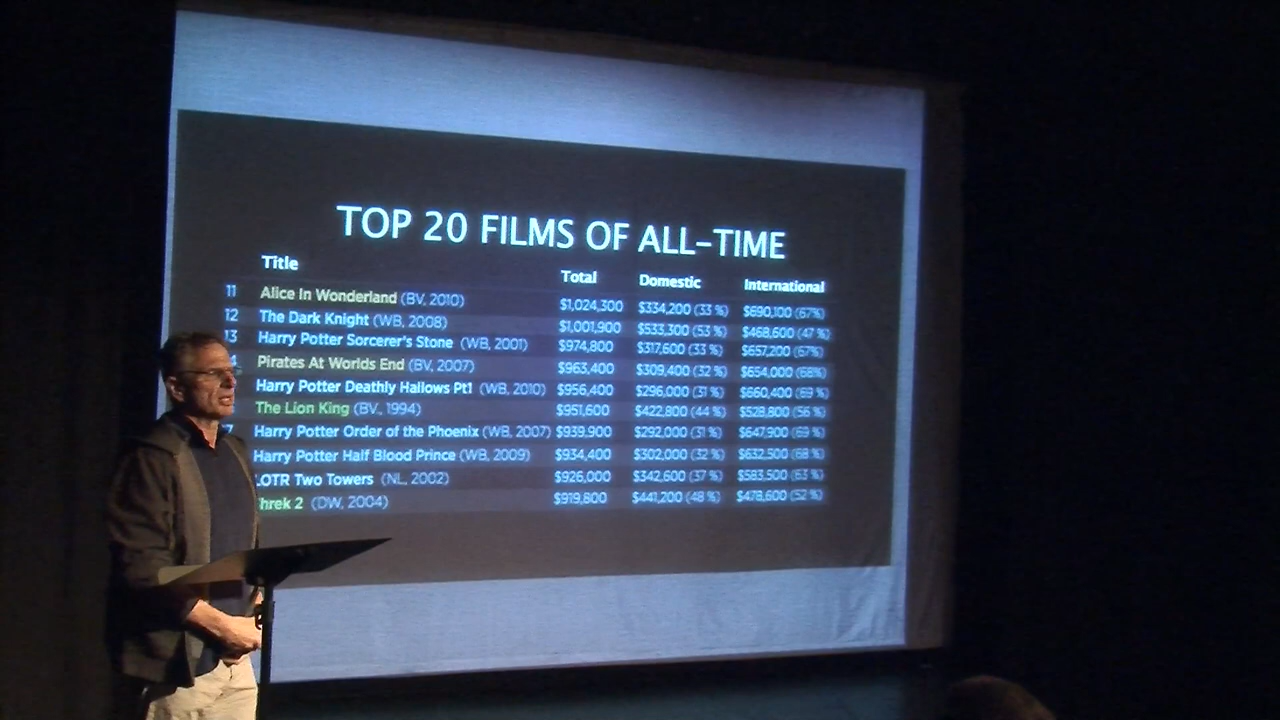 TOP 20 FILMS OF ALL-TIME
Title Total Domestic International
11 Alice In Wonderland (BV, 2010) $1,024,300 $334,200 (33 %) $690,100 (67%)
12 The Dark Knight (WB, 2008) $1,001,900 $533,300 (53 %) $468,600 (47 %)
13 Harry Potter Sorcerer's Stone (WB, 2001) $974,800 $317,600 (33 %) $657,200 (67%)
Pirates At Worlds End (BV, 2007) $963,400 $309,400 (32 %) $654,000 (68%)
Harry Potter Deathly Hallows Pt1 (WB, 2010) $956,400 $296,000 (31 %) $660,400 (69 %)
The Lion King (BV, 1994) $951,600 $422,800 (44 %) $528,800 (56 %)
7 Harry Potter Order of the Phoenix (WB, 2007) $939,900 $292,000 (31 %) $647,900 (69 %)
Harry Potter Half Blood Prince (WB, 2009) $934,400 $302,000 (32 %) $632,500 (68 %)
LOTR Two Towers (NL, 2002) $926,000 $342,600 (37 %) $583,500 (63 %)
hrek 2 (DW, 2004) $919,800 $441,200 (48 %) $478,600 (52 %)